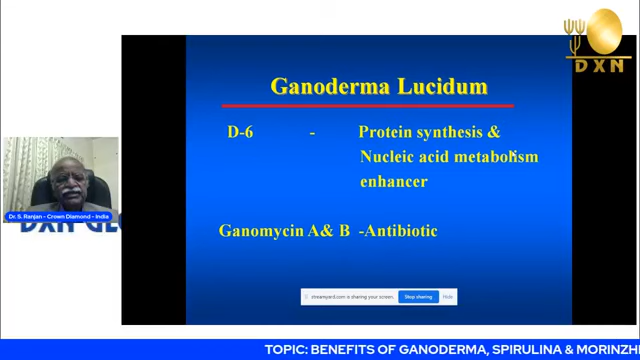 DXN
Ganoderma Lucidum
D-6 - Protein synthesis &
Nucleic acid metabolism
enhancer
Ganomycin A& B -Antibiotic
Dr. S. Ranjan - Crown Diamond - India
streamyard.com is sharing your screen. Stop sharing Hide
TOPIC: BENEFITS OF GANODERMA, SPIRULINA & MORINZHI